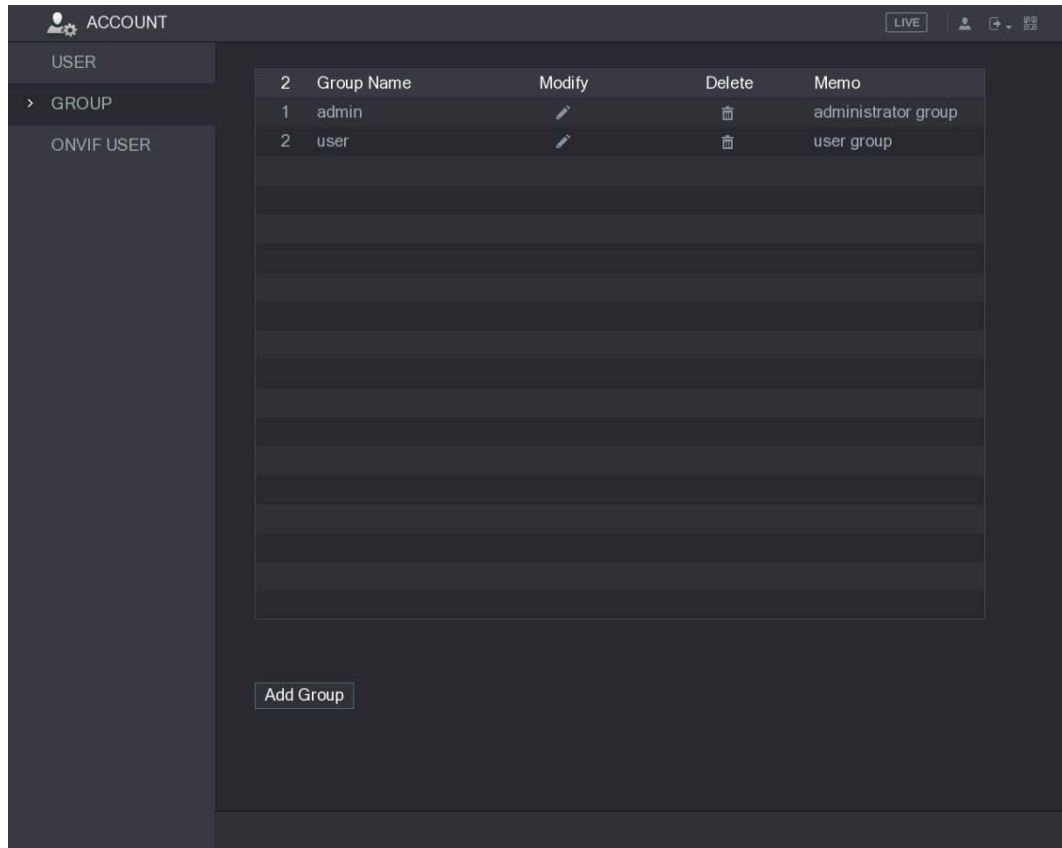 ACCOUNT LIVE
USER
GROUP
ONVIF USER
2 Group Name Modify Delete Memo
1 admin administrator group
2 user user group
Add Group